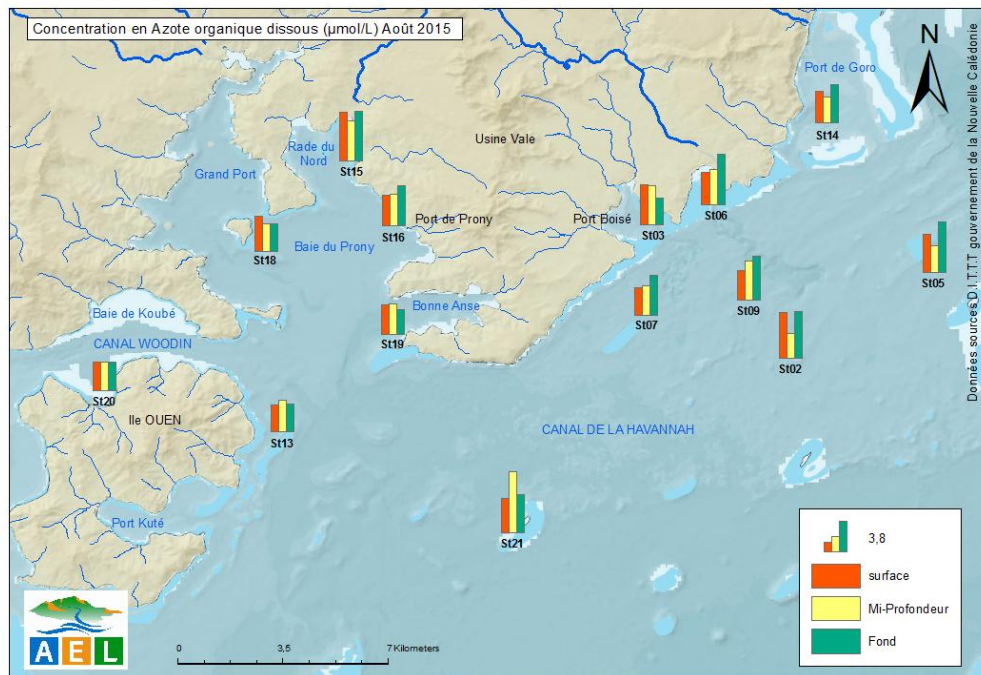 Concentration en Azote organique dissous (µmol/L) Août 2015
N
Port de Goro
St14
Usine Vale
Rade du
Nord
St15
Grand Port
St16
Port de Prony
Port Boisé
St03
St06
St18
Baie du Prony
St05
Baie de Koubé
Bonne Anse
St07
St09
St19
CANAL WOODIN
St02
St20
Ile OUEN
St13
CANAL DE LA HAVANNAH
Port Kuté
St21
3,8
surface
Mi-Profondeur
Fond
AEL
0 3,5 7 Kilometers
Données sources D.I.T.T.T gouvernement de la Nouvelle Calédonie